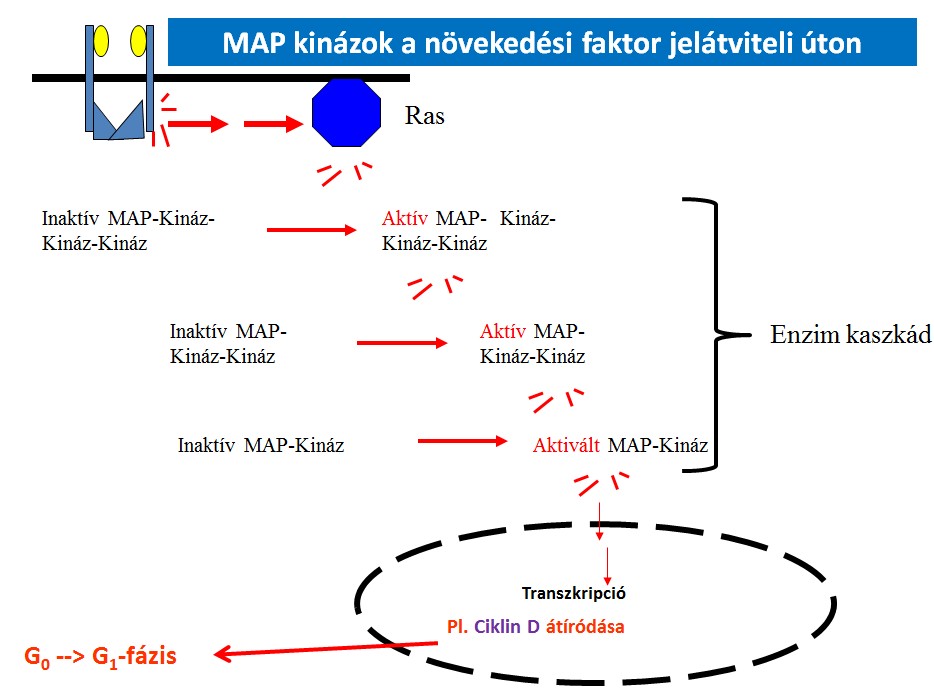 MAP kinázok a növekedési faktor jelátviteli úton
Ras
Inaktív MAP-Kináz-
Kináz-Kináz
Aktív MAP- Kináz-
Kináz-Kináz
Inaktív MAP-
Kináz-Kináz
Aktív MAP-
Kináz-Kináz
Enzim kaszkád
Inaktív MAP-Kináz
Aktivált MAP-Kináz
Transzkripció
Pl. Ciklin D átíródása
G₀ --> G₁-fázis